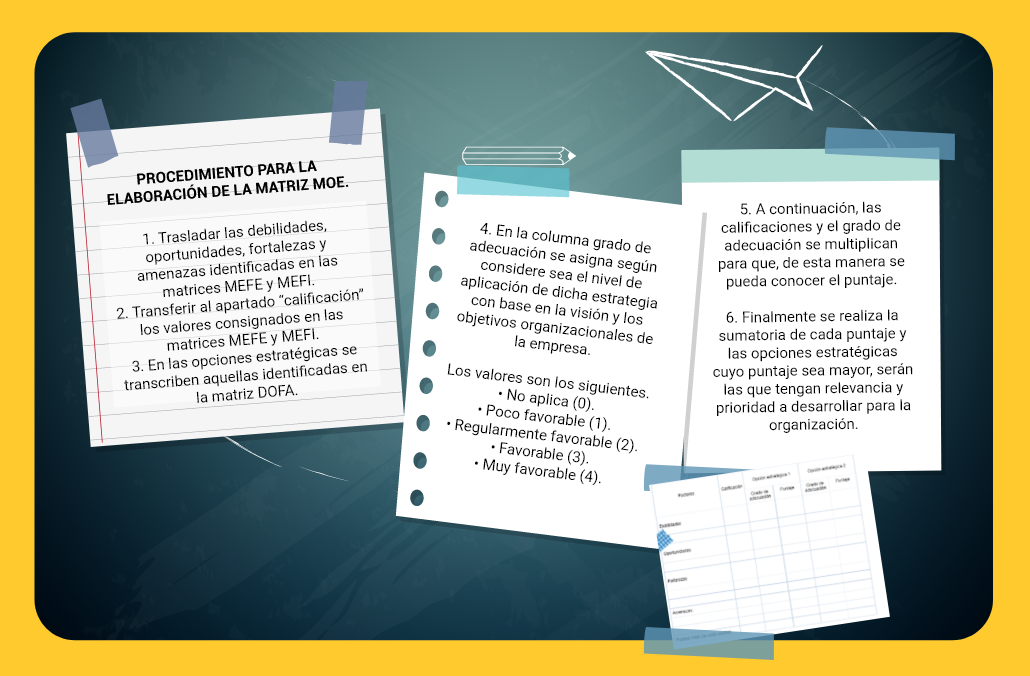 PROCEDIMIENTO PARA LA
ELABORACIÓN DE LA MATRIZ MOE.
1. Trasladar las debilidades,
oportunidades, fortalezas y
amenazas identificadas en las
matrices MEFE y MEFI.
2. Transferir al apartado “calificación”
los valores consignados en las
matrices MEFE y MEFI.
3. En las opciones estratégicas se
transcriben aquellas identificadas en
la matriz DOFA.
4. En la columna grado de
adecuación se asigna según
considere sea el nivel de
aplicación de dicha estrategia
con base en la visión y los
objetivos organizacionales de
la empresa.
Los valores son los siguientes.
• No aplica (0).
• Poco favorable (1).
• Regularmente favorable (2).
• Favorable (3).
• Muy favorable (4).
5. A continuación, las
calificaciones y el grado de
adecuación se multiplican
para que, de esta manera se
pueda conocer el puntaje.
6. Finalmente se realiza la
sumatoria de cada puntaje y
las opciones estratégicas
cuyo puntaje sea mayor, serán
las que tengan relevancia y
prioridad a desarrollar para la
organización.
Opción estratégica 1
Opción estratégica 2
Calificación
Grado de
adecuación
Puntaje
Grado de
adecuación
Puntaje
Debilidades
Oportunidades
Fortalezas
Amenazas